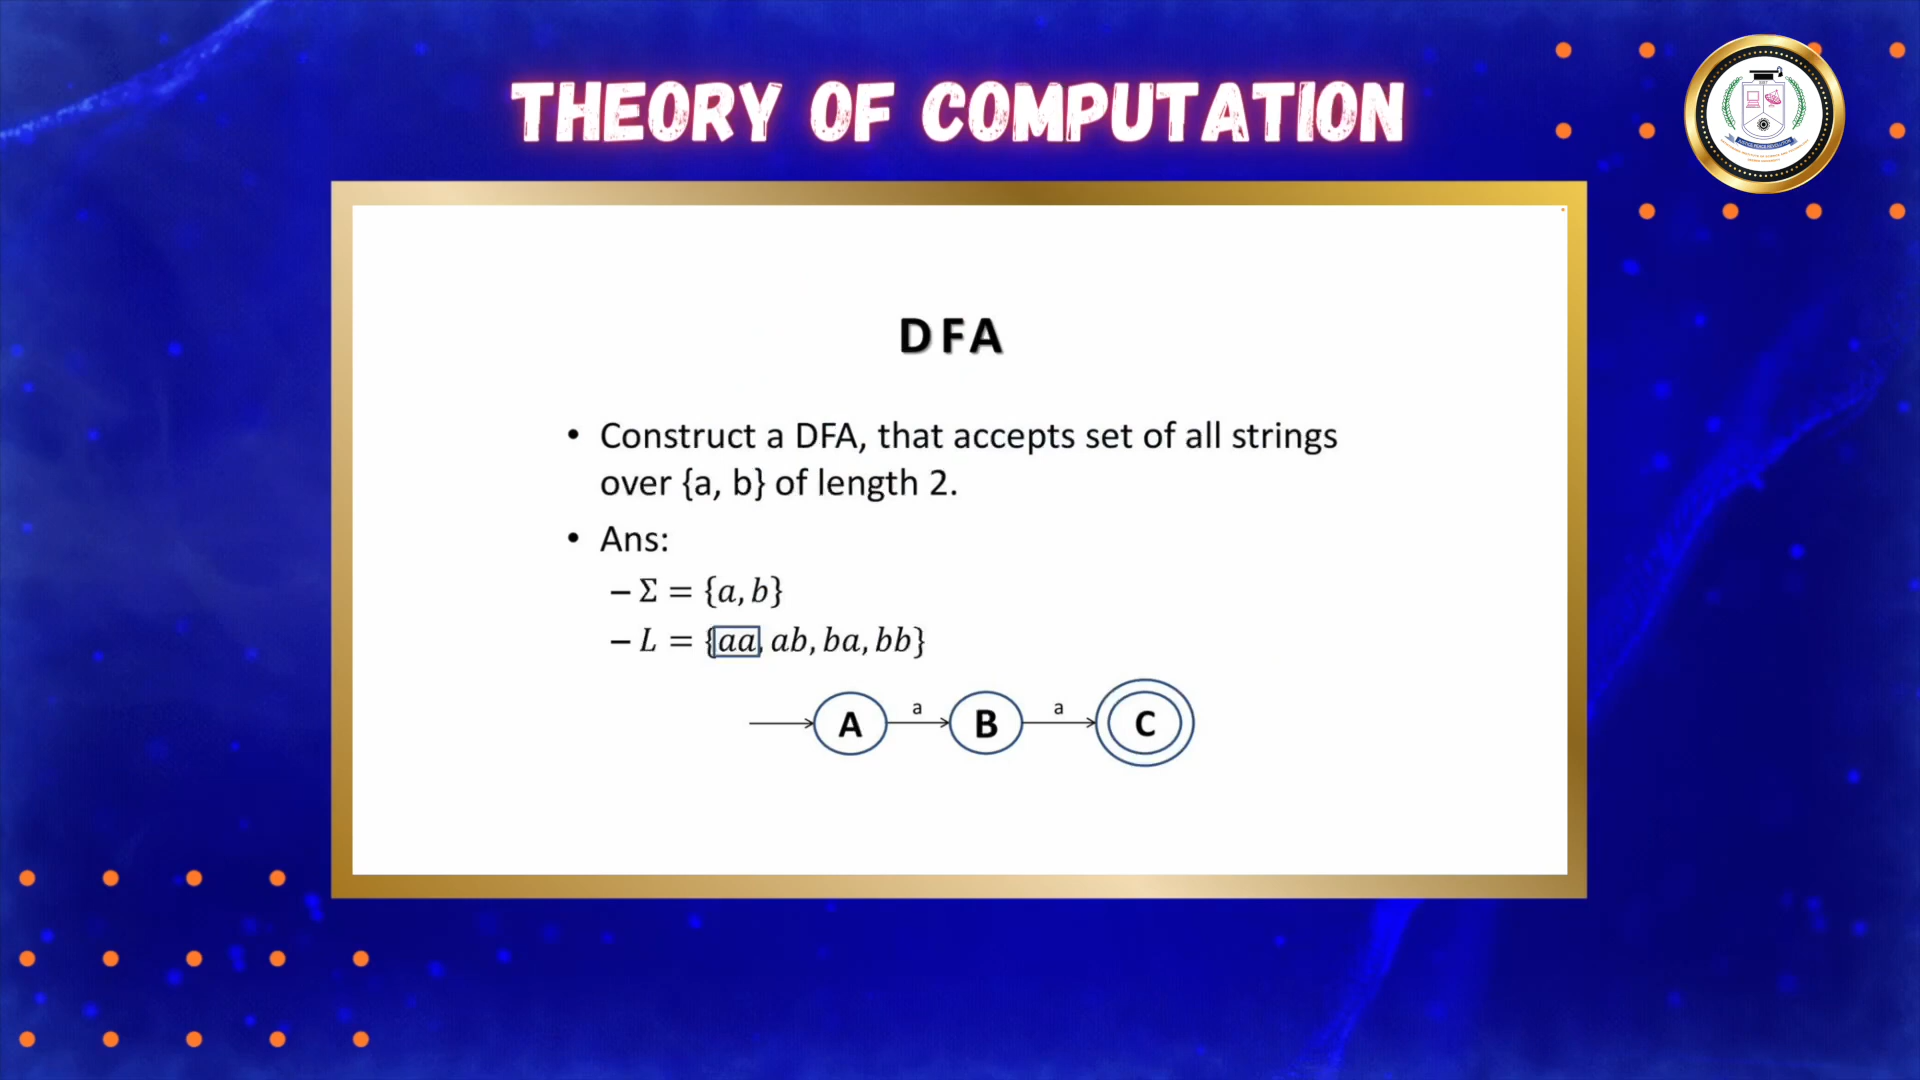 THEORY OF COMPUTATION
DFA
• Construct a DFA, that accepts set of all strings
over {a, b} of length 2.
• Ans:
– Σ = {a, b}
– L = {aa, ab, ba, bb}
a a
A B C